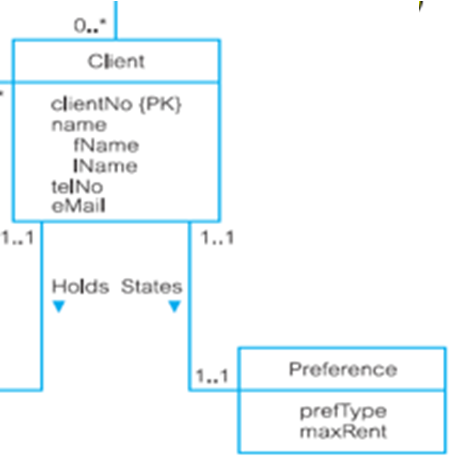 0..*
Client
*
clientNo {PK}
name
fName
lName
telNo
eMail
1..1 1..1
Holds States
1..1
Preference
prefType
maxRent